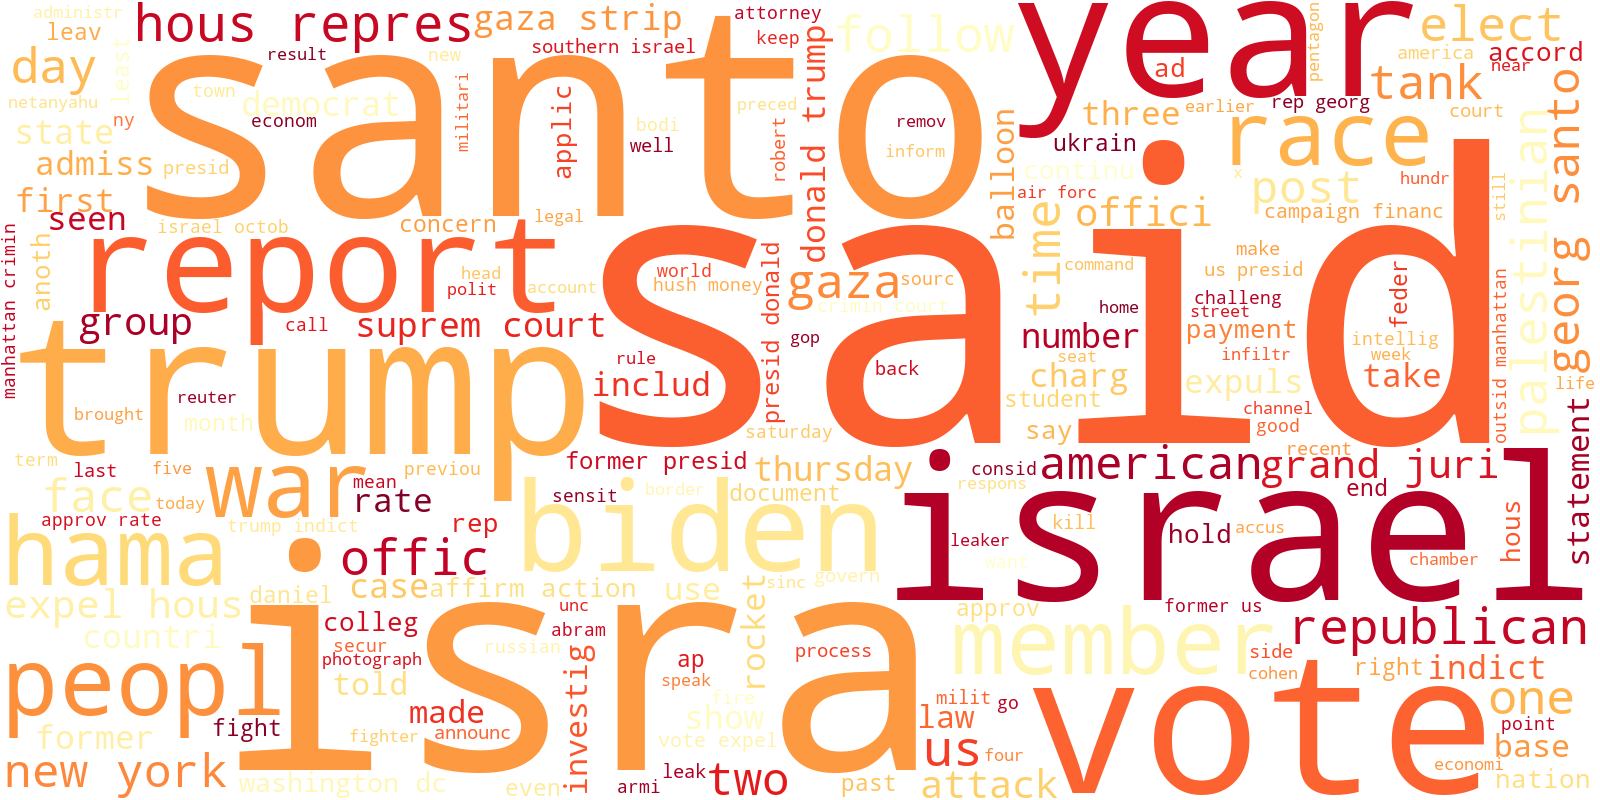 administr
leav
day
least
netanyahu
ny
state
admiss
first
presid
town
democrat
econom
result
hous repres
santo
new
militari
gaza strip
southern israel
applic
attorney
keep
donald trump
follow
bodi
well
preced
robert
remov
inform
year
ad
balloon
three
earlier
rep georg
ukrain
continu
air forc
pentagon
america
elect
accord
near
tank
court
race
x
post
hundr
still
campaign financ
palestinian
georg santo
manhattan crimin
seen
anoth
israel octob
concern
legal
report
head
polit
account
group
call
suprem court
world
hush money
presid donald
gaza
sourc
crimin court
gop
said
time
offici
command
home
make
us presid
challeng
street
feder
number
payment
infiltr
intellig
week
seat
charg
expuls
take
outsid manhattan
life
trump
brought
reuter
month
includ
rule
back
student
say
channel
good
recent
saturday
term
last
five
previou
former presid
thursday
american
grand juri
war
mean
rate
today
face
approv rate
trump indict
rep
sensit
border
document
biden
consid
respons
end
kill
hold
accus
leaker
want
israel
chamber
hous
statement
hama
offic
case
affirm action
use
sinc
govern
expel hous
daniel
countri
colleg
unc
abram
rocket
secur
photograph
russian
peopl
told
isra
investig
ap
speak
process
fire
approv
former us
member
republican
side
cohen
right
indict
made
announc
fight
fighter
former
show
vote expel
milit
go
law
vote
one
point
new york
washington dc
even
armi
leak
two
past
us
four
attack
base
economi
nation